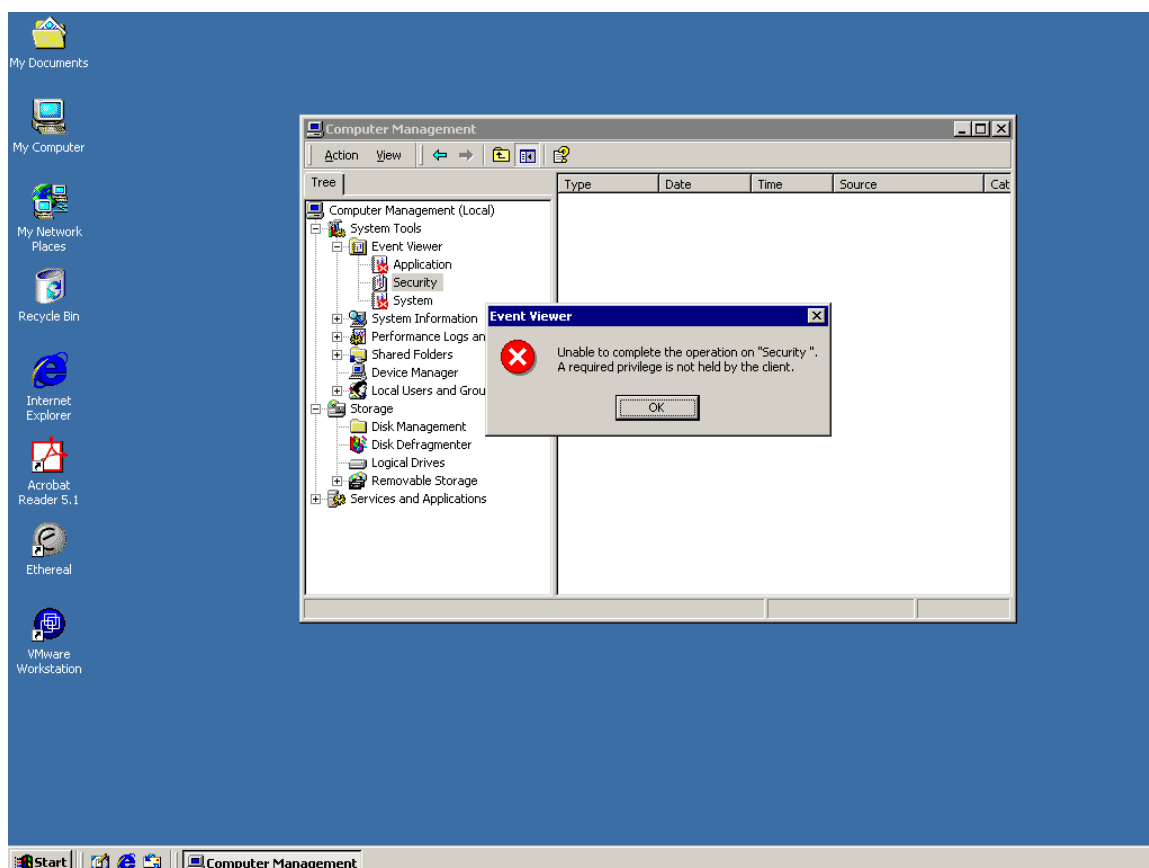 My Documents
My Computer
My Network
Places
Recycle Bin
Internet
Explorer
Acrobat
Reader 5.1
Ethereal
VMware
Workstation
Computer Management
Action View
Tree
Type Date Time Source Cat
Computer Management (Local)
System Tools
Event Viewer
Application
Security
System
System Information
Performance Logs an
Shared Folders
Device Manager
Local Users and Grou
Storage
Disk Management
Disk Defragmenter
Logical Drives
Removable Storage
Services and Applications
Event Viewer
Unable to complete the operation on "Security ".
A required privilege is not held by the client.
OK
Start Computer Management